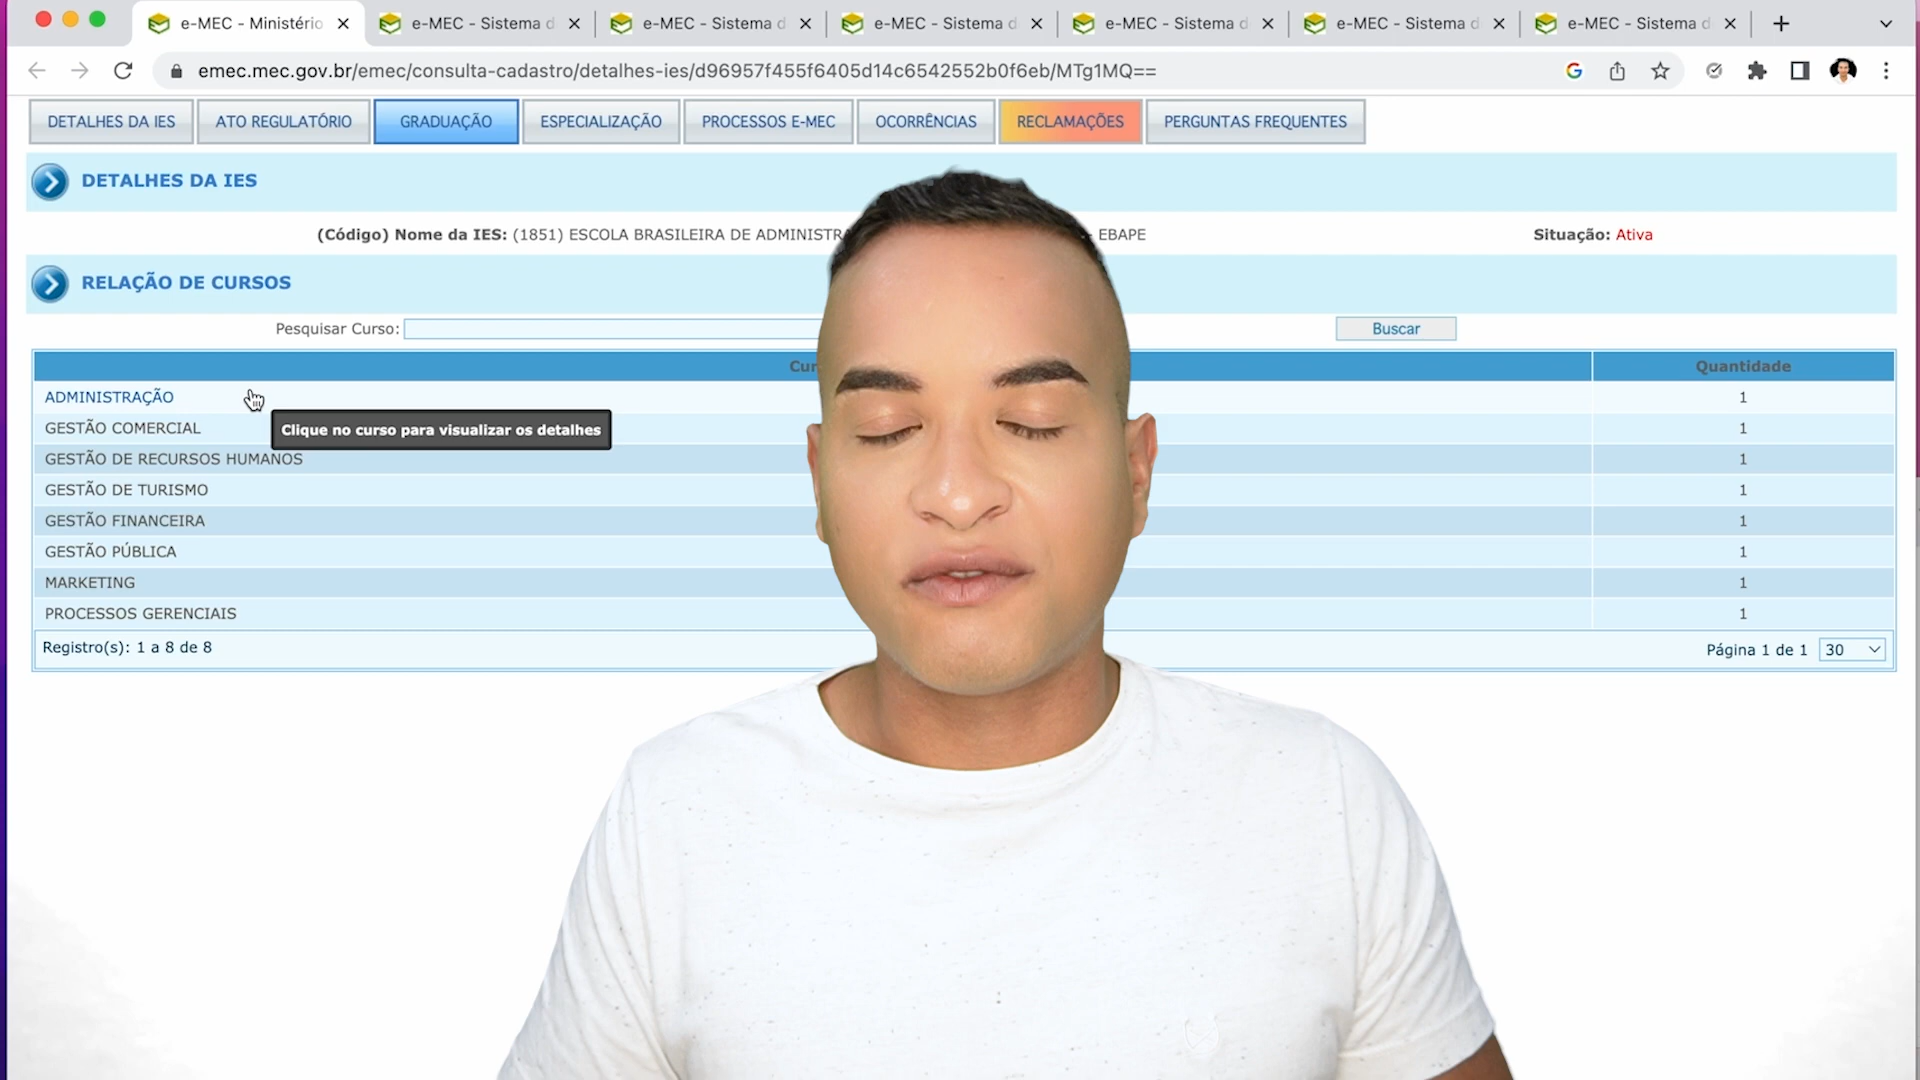 e-MEC - Ministério
e-MEC - Sistema d
e-MEC - Sistema d
e-MEC - Sistema d
e-MEC - Sistema d
e-MEC - Sistema d
e-MEC - Sistema d
emec.mec.gov.br/emec/consulta-cadastro/detalhes-ies/d96957f455f6405d14c6542552b0f6eb/MTg1MQ==
DETALHES DA IES
ATO REGULATÓRIO
GRADUAÇÃO
ESPECIALIZAÇÃO
PROCESSOS E-MEC
OCORRÊNCIAS
RECLAMAÇÕES
PERGUNTAS FREQUENTES
DETALHES DA IES
(Código) Nome da IES: (1851) ESCOLA BRASILEIRA DE ADMINISTRA - EBAPE
Situação: Ativa
RELAÇÃO DE CURSOS
Pesquisar Curso:
Buscar
Cur
Quantidade
ADMINISTRAÇÃO 1
Clique no curso para visualizar os detalhes
GESTÃO COMERCIAL 1
GESTÃO DE RECURSOS HUMANOS 1
GESTÃO DE TURISMO 1
GESTÃO FINANCEIRA 1
GESTÃO PÚBLICA 1
MARKETING 1
PROCESSOS GERENCIAIS 1
Registro(s): 1 a 8 de 8
Página 1 de 1
30